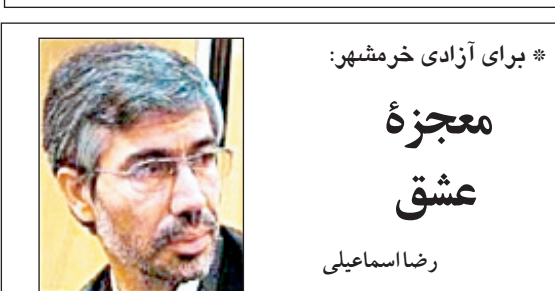 * برای آزادی خرمشهر:
معجزهٔ
عشق
رضا اسماعیلی